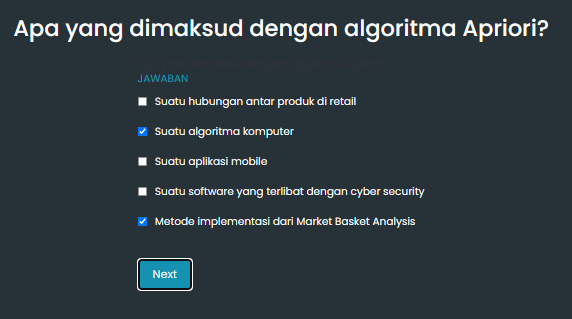 Apa yang dimaksud dengan algoritma Apriori?
JAWABAN
Suatu hubungan antar produk di retail
Suatu algoritma komputer
Suatu aplikasi mobile
Suatu software yang terlibat dengan cyber security
Metode implementasi dari Market Basket Analysis
Next